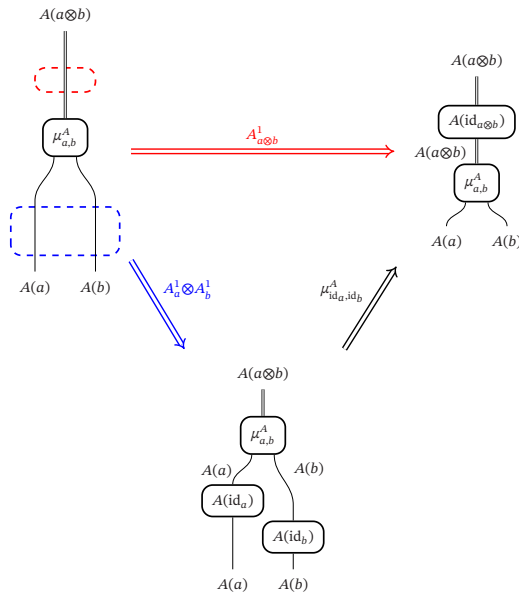 A(a⊗b)
A(a⊗b)
μ^A_{a,b}
A^1_{a⊗b}
A(id_{a⊗b})
A(a⊗b)
μ^A_{a,b}
A(a) A(b)
A(a) A(b)
A^1_a⊗A^1_b
μ^A_{id_a,id_b}
A(a⊗b)
μ^A_{a,b}
A(a) A(b)
A(id_a)
A(id_b)
A(a) A(b)